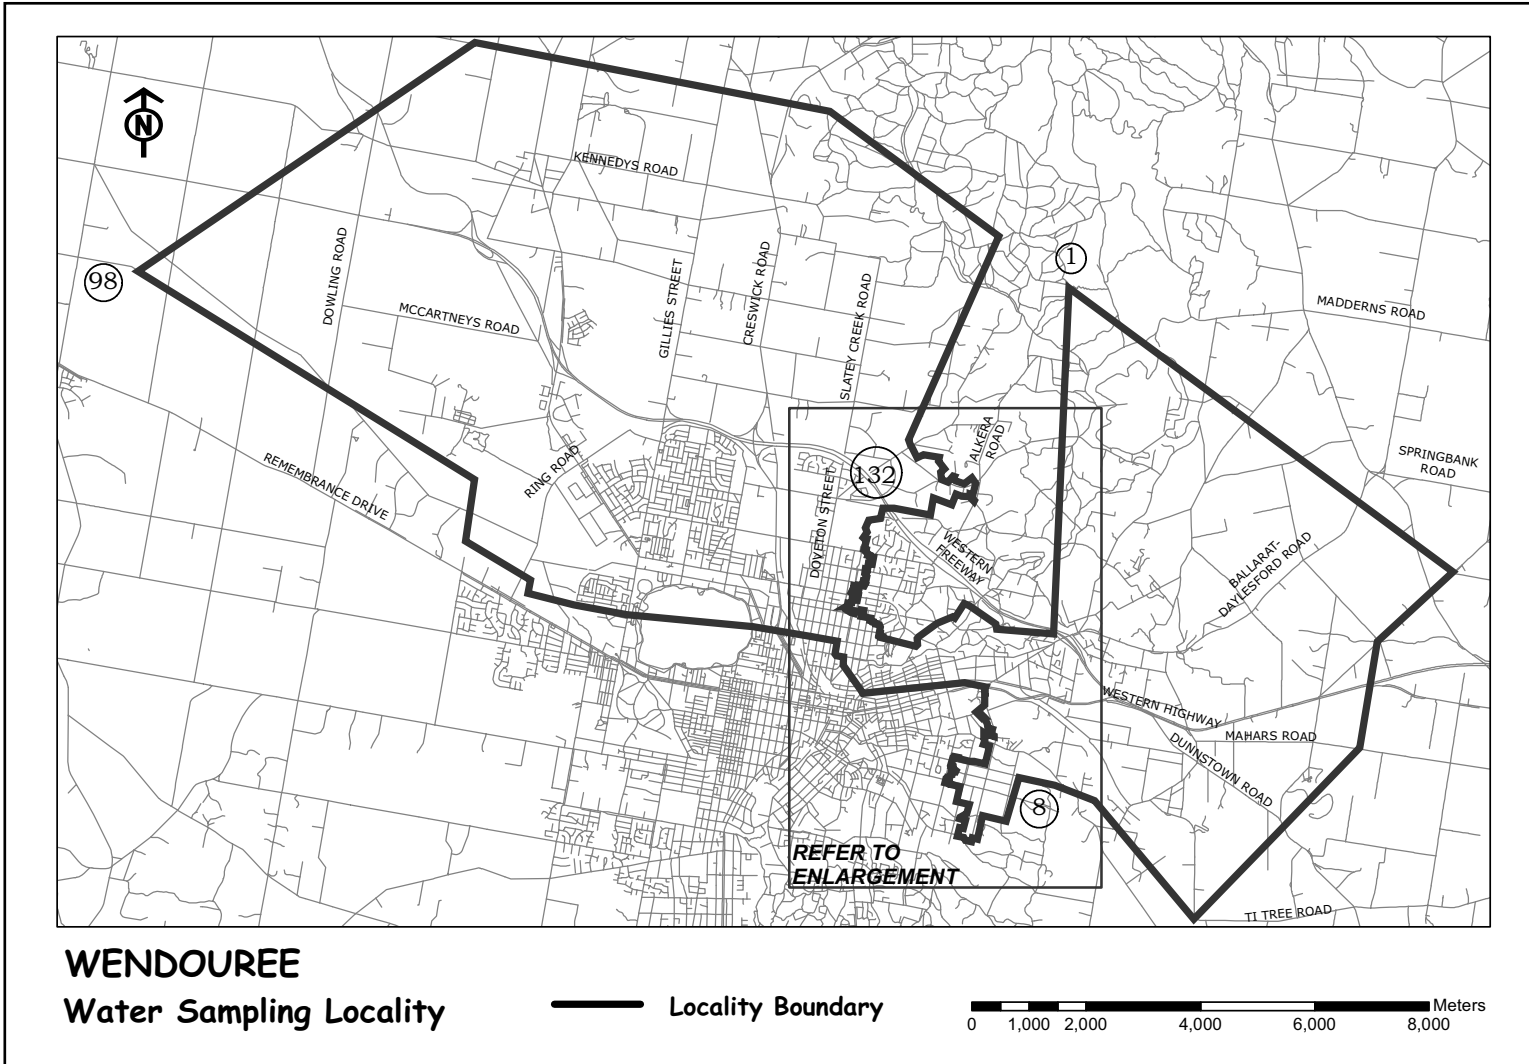 N
KENNEDYS ROAD
98
DOWLING ROAD
MCCARTNEYS ROAD
GILLIES STREET
CRESWICK ROAD
SLATEY CREEK ROAD
1
MADDERNS ROAD
ALKERA
ROAD
SPRINGBANK
ROAD
REMEMBRANCE DRIVE
RING ROAD
132
DOVETON STREET
WESTERN
FREEWAY
BALLARAT-
DAYLESFORD ROAD
WESTERN HIGHWAY
MAHARS ROAD
DUNNSTOWN ROAD
8
REFER TO
ENLARGEMENT
TI TREE ROAD
WENDOUREE
Water Sampling Locality
Locality Boundary
Meters
0 1,000 2,000 4,000 6,000 8,000